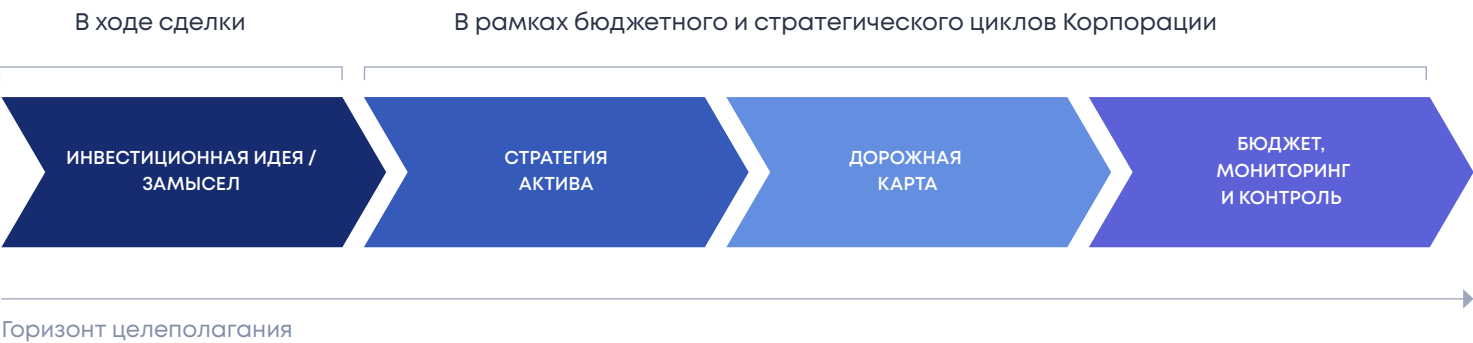 В ходе сделки
В рамках бюджетного и стратегического циклов Корпорации
ИНВЕСТИЦИОННАЯ ИДЕЯ /
ЗАМЫСЕЛ
СТРАТЕГИЯ
АКТИВА
ДОРОЖНАЯ
КАРТА
БЮДЖЕТ,
МОНИТОРИНГ
И КОНТРОЛЬ
Горизонт целеполагания